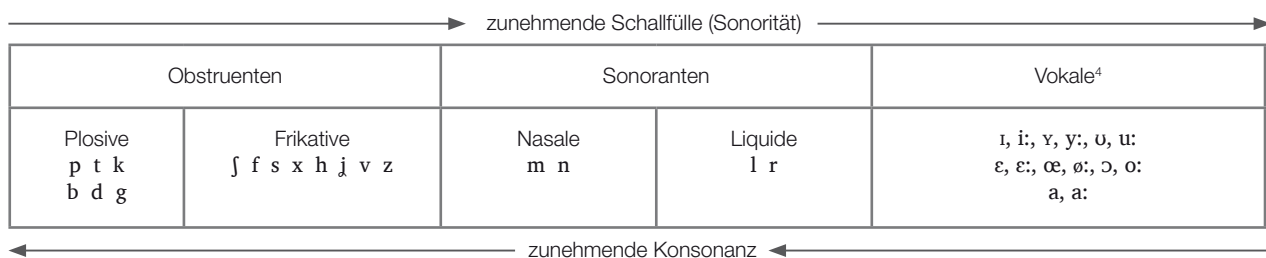 zunehmende Schallfülle (Sonorität)
Obstruenten Sonoranten Vokale⁴
Plosive Frikative Nasale Liquide ɪ, iː, ʏ, yː, ʊ, uː
p t k ʃ f s x h ʝ v z m n l r ɛ, ɛː, œ, øː, ɔ, oː
b d g a, aː
zunehmende Konsonanz